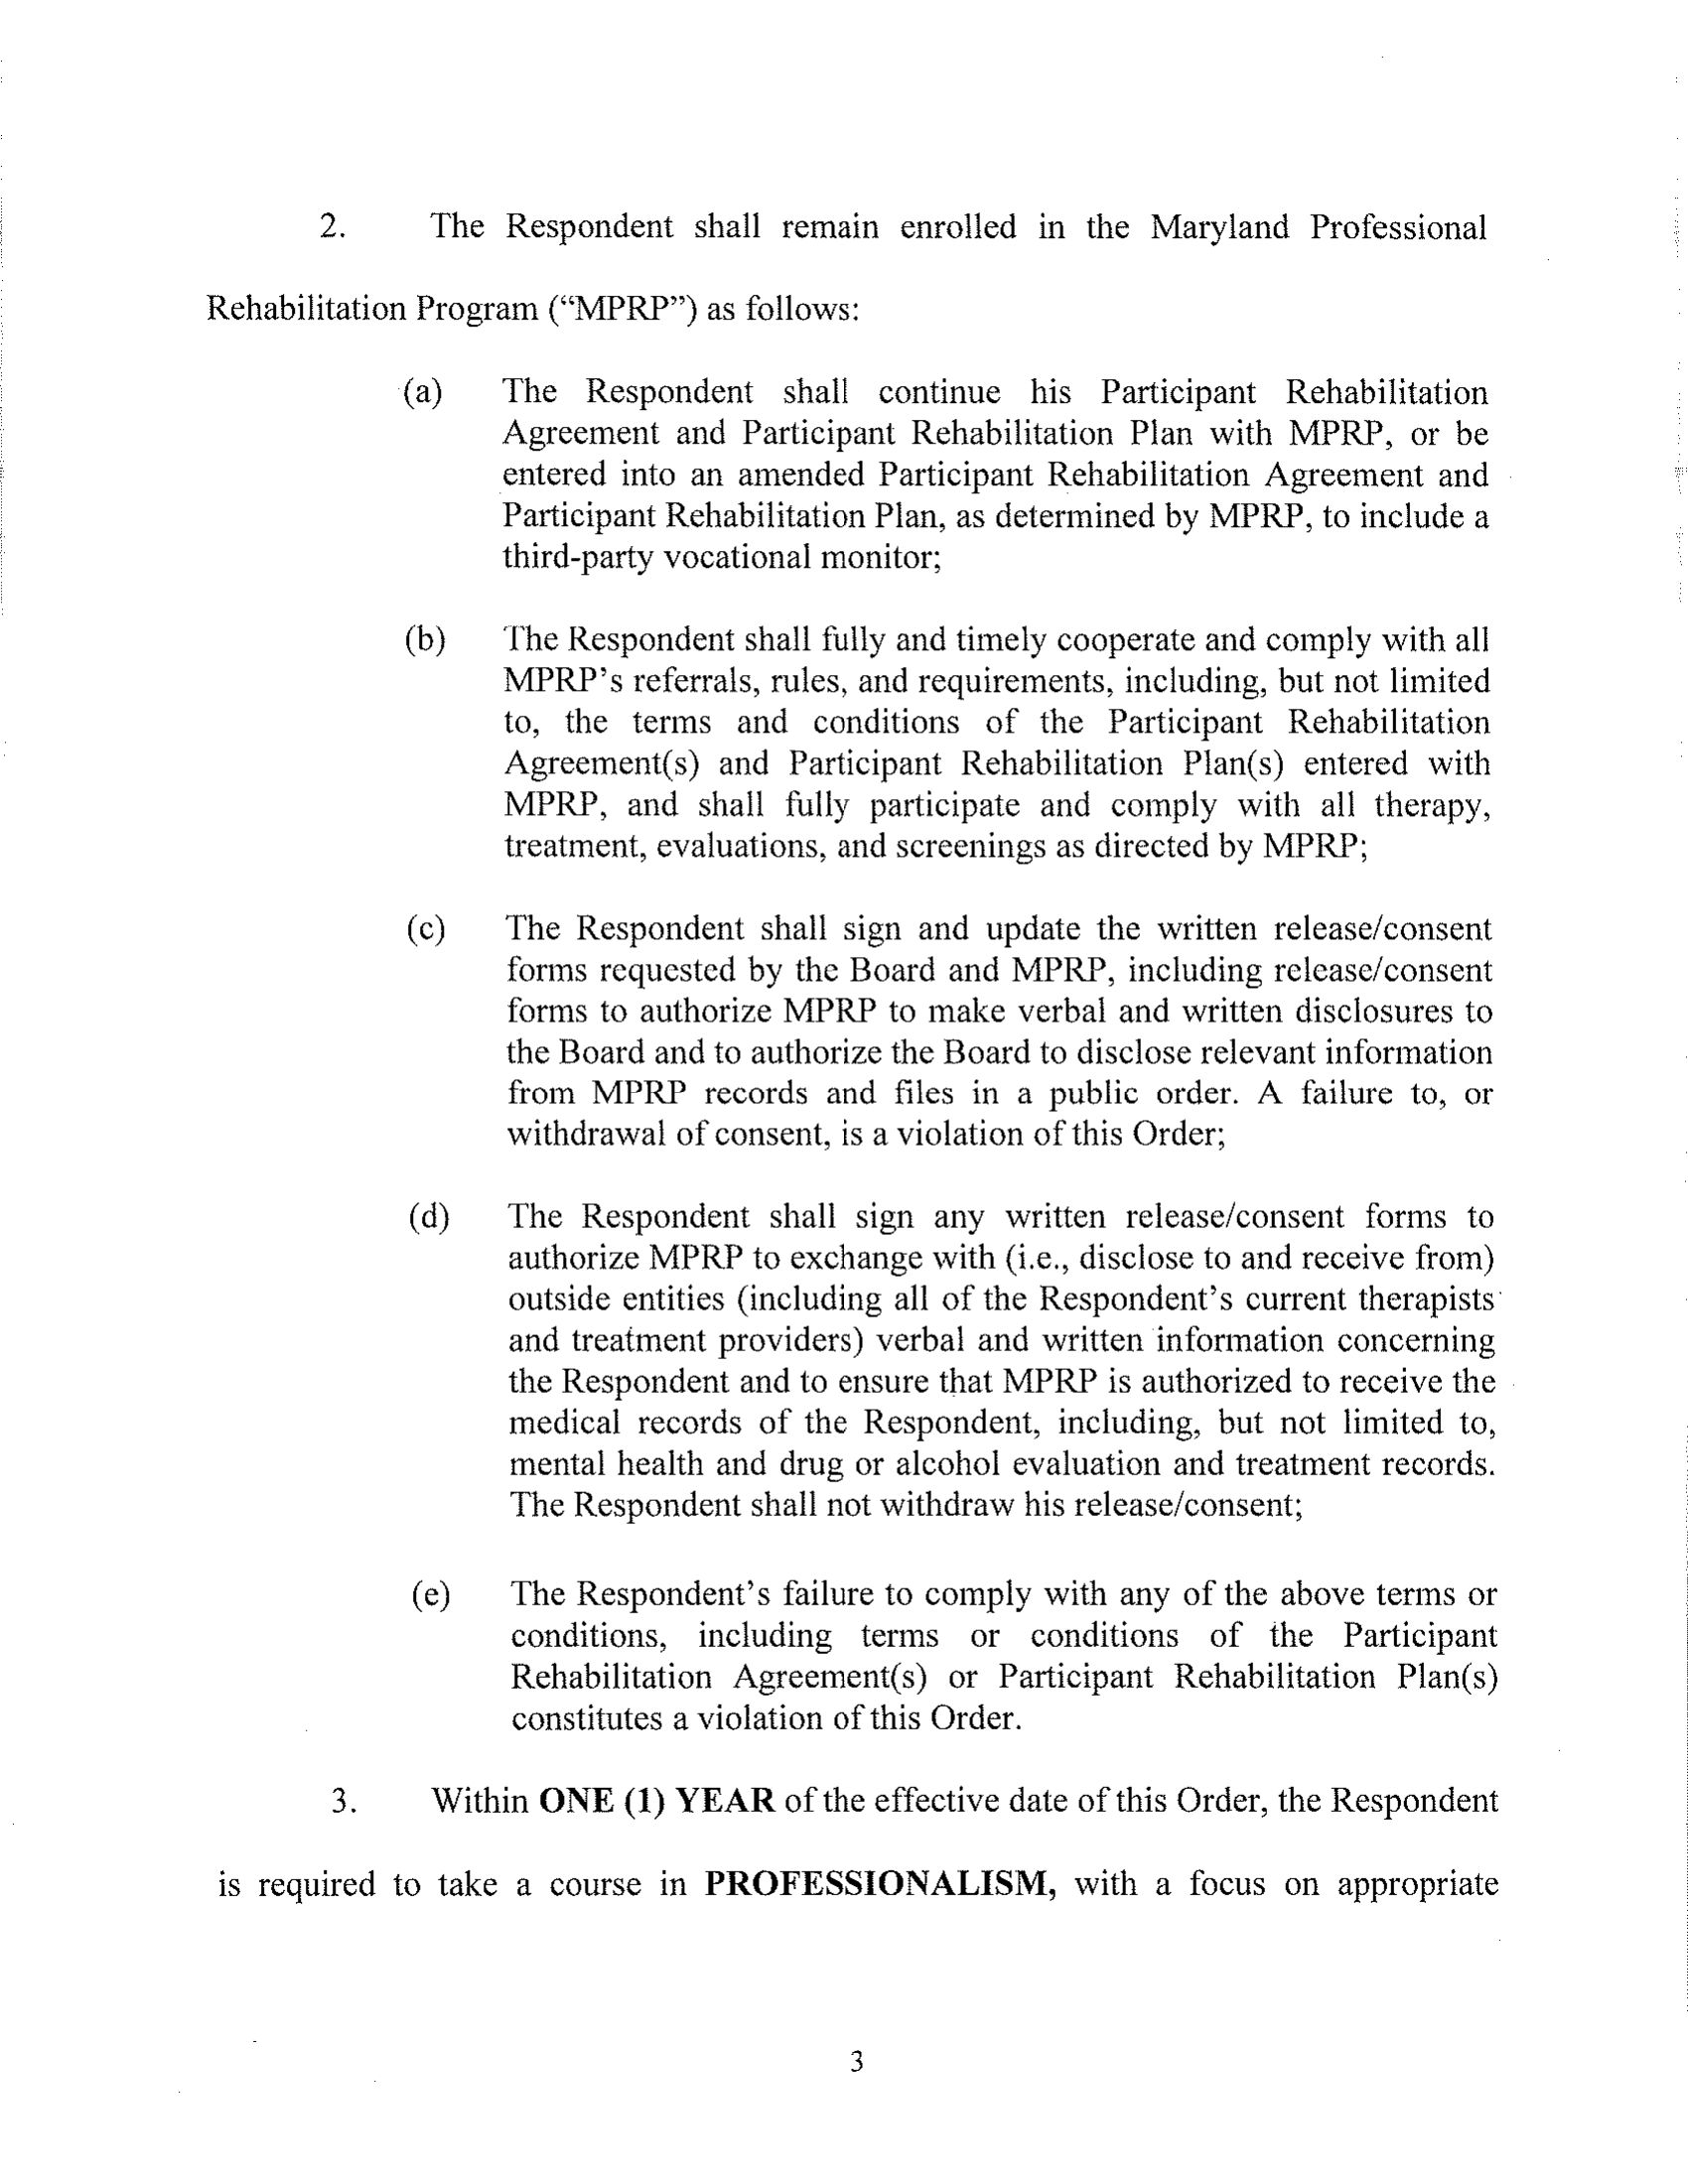 2. The Respondent shall remain enrolled in the Maryland Professional
Rehabilitation Program (“MPRP”) as follows:
(a) The Respondent shall continue his Participant Rehabilitation
Agreement and Participant Rehabilitation Plan with MPRP, or be
entered into an amended Participant Rehabilitation Agreement and
Participant Rehabilitation Plan, as determined by MPRP, to include a
third-party vocational monitor;
(b) The Respondent shall fully and timely cooperate and comply with all
MPRP’s referrals, rules, and requirements, including, but not limited
to, the terms and conditions of the Participant Rehabilitation
Agreement(s) and Participant Rehabilitation Plan(s) entered with
MPRP, and shall fully participate and comply with all therapy,
treatment, evaluations, and screenings as directed by MPRP;
(c) The Respondent shall sign and update the written release/consent
forms requested by the Board and MPRP, including release/consent
forms to authorize MPRP to make verbal and written disclosures to
the Board and to authorize the Board to disclose relevant information
from MPRP records and files in a public order. A failure to, or
withdrawal of consent, is a violation of this Order;
(d) The Respondent shall sign any written release/consent forms to
authorize MPRP to exchange with (i.e., disclose to and receive from)
outside entities (including all of the Respondent’s current therapists
and treatment providers) verbal and written information concerning
the Respondent and to ensure that MPRP is authorized to receive the
medical records of the Respondent, including, but not limited to,
mental health and drug or alcohol evaluation and treatment records.
The Respondent shall not withdraw his release/consent;
(e) The Respondent’s failure to comply with any of the above terms or
conditions, including terms or conditions of the Participant
Rehabilitation Agreement(s) or Participant Rehabilitation Plan(s)
constitutes a violation of this Order.
3. Within ONE (1) YEAR of the effective date of this Order, the Respondent
is required to take a course in PROFESSIONALISM, with a focus on appropriate
3